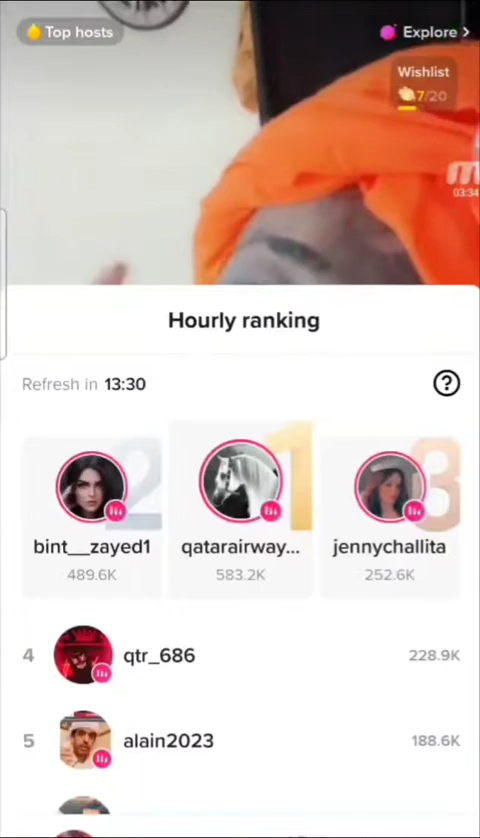 Top hosts
Explore >
Wishlist
7/20
03:34
Hourly ranking
Refresh in 13:30
?
2
1
3
bint__zayed1
qatarairway...
jennychallita
489.6K
583.2K
252.6K
4 qtr_686 228.9K
5 alain2023 188.6K